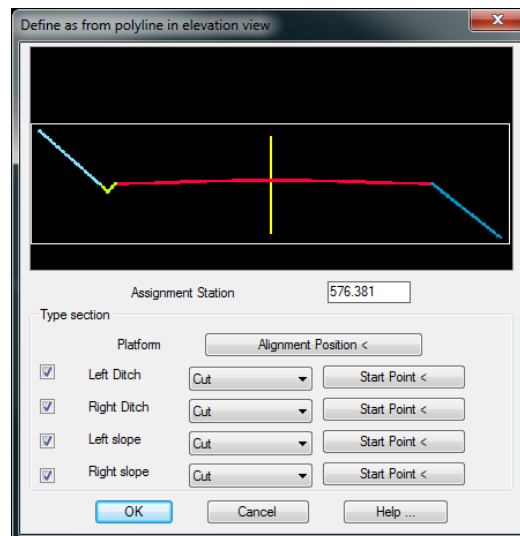 Define as from polyline in elevation view
Assignment Station 576.381
Type section
Platform Alignment Position <
Left Ditch Cut Start Point <
Right Ditch Cut Start Point <
Left slope Cut Start Point <
Right slope Cut Start Point <
OK Cancel Help ...